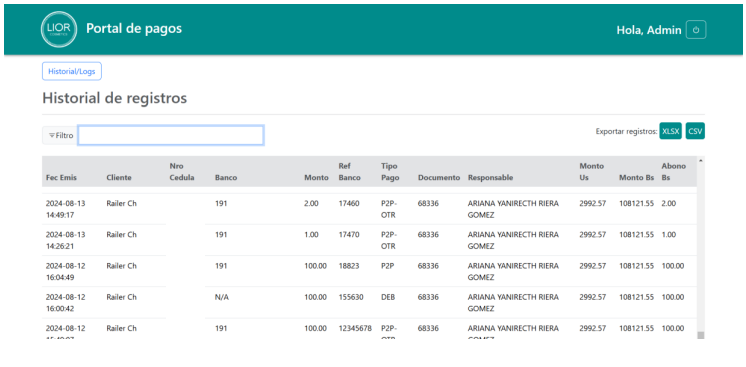 LIOR
Portal de pagos
Hola, Admin
Historial/Logs
Historial de registros
Filtro
Exportar registros: XLSX CSV
Fec Emis Cliente Nro Cedula Banco Monto Ref Banco Tipo Pago Documento Responsable Monto Us Monto Bs Abono Bs
2024-08-13 14:49:17 Railer Ch 191 2.00 17460 P2P-OTR 68336 ARIANA YANIRECTH RIERA GOMEZ 2992.57 108121.55 2.00
2024-08-13 14:26:21 Railer Ch 191 1.00 17470 P2P-OTR 68336 ARIANA YANIRECTH RIERA GOMEZ 2992.57 108121.55 1.00
2024-08-12 16:04:49 Railer Ch 191 100.00 18823 P2P 68336 ARIANA YANIRECTH RIERA GOMEZ 2992.57 108121.55 100.00
2024-08-12 16:00:42 Railer Ch N/A 100.00 155630 DEB 68336 ARIANA YANIRECTH RIERA GOMEZ 2992.57 108121.55 100.00
2024-08-12 Railer Ch 191 100.00 12345678 P2P- 68336 ARIANA YANIRECTH RIERA 2992.57 108121.55 100.00